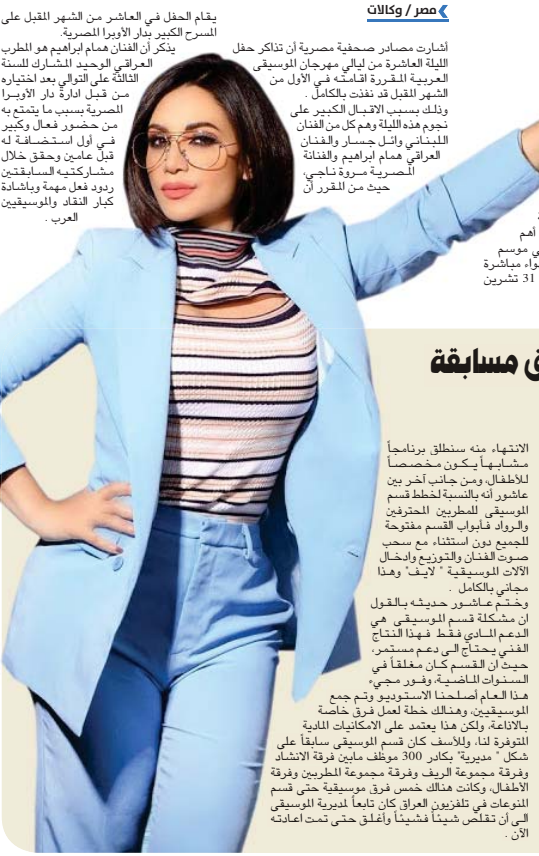 مصر / وكالات
أشارت مصادر صحفية مصرية أن تذاكر حفل
الليلة العاشرة من ليالي مهرجان الموسيقى
العربية المقررة اقامته في الأول من
الشهر المقبل قد نفذت بالكامل .
وذلك بسبب الاقبال الكبير على
نجوم هذه الليلة وهم كل من الفنان
اللبناني وائل جسار والفنان
العراقي همام ابراهيم والفنانة
المصرية مروة ناجي،
حيث من المقرر أن
يقام الحفل في العاشر من الشهر المقبل على
المسرح الكبير بدار الأوبرا المصرية.
يذكر أن الفنان همام ابراهيم هو المطرب
العراقي الوحيد المشارك للسنة
الثالثة على التوالي بعد اختياره
من قبل ادارة دار الأوبرا
المصرية بسبب ما يتمتع به
من حضور فعال وكبير
في أول استضافة له
قبل عامين وحقق خلال
مشاركتيه السابقتين
ردود فعل مهمة وباشادة
كبار النقاد والموسيقيين
العرب .
أهم
ي موسم
واء مباشرة
31 تشرين
ق مسابقة
الانتهاء منه سنطلق برنامجاً
مشابهاً يكون مخصصاً
للأطفال، ومن جانب آخر بين
عاشور أنه بالنسبة لخطط قسم
الموسيقى للمطربين المحترفين
والرواد فأبواب القسم مفتوحة
للجميع دون استثناء مع سحب
صوت الفنان والتوزيع وادخال
الآلات الموسيقية " لايف" وهذا
مجاني بالكامل .
وختم عاشور حديثه بالقول
ان مشكلة قسم الموسيقى هي
الدعم المادي فقط فهذا النتاج
الفني يحتاج الى دعم مستمر،
حيث ان القسم كان مغلقاً في
السنوات الماضية، وفور مجيء
هذا العام أصلحنا الاستوديو وتم جمع
الموسيقيين، وهنالك خطة لعمل فرق خاصة
بالاذاعة، ولكن هذا يعتمد على الامكانيات المادية
المتوفرة لنا، وللأسف كان قسم الموسيقى سابقاً على
شكل " مديرية" بكادر 300 موظف مابين فرقة الانشاد
وفرقة مجموعة الريف وفرقة مجموعة المطربين وفرقة
الأطفال، وكانت هنالك خمس فرق موسيقية حتى قسم
المنوعات في تلفزيون العراق كان تابعاً لمديرية الموسيقى
الى أن تقلص شيئاً فشيئاً وأغلق حتى تمت اعادته
الآن .